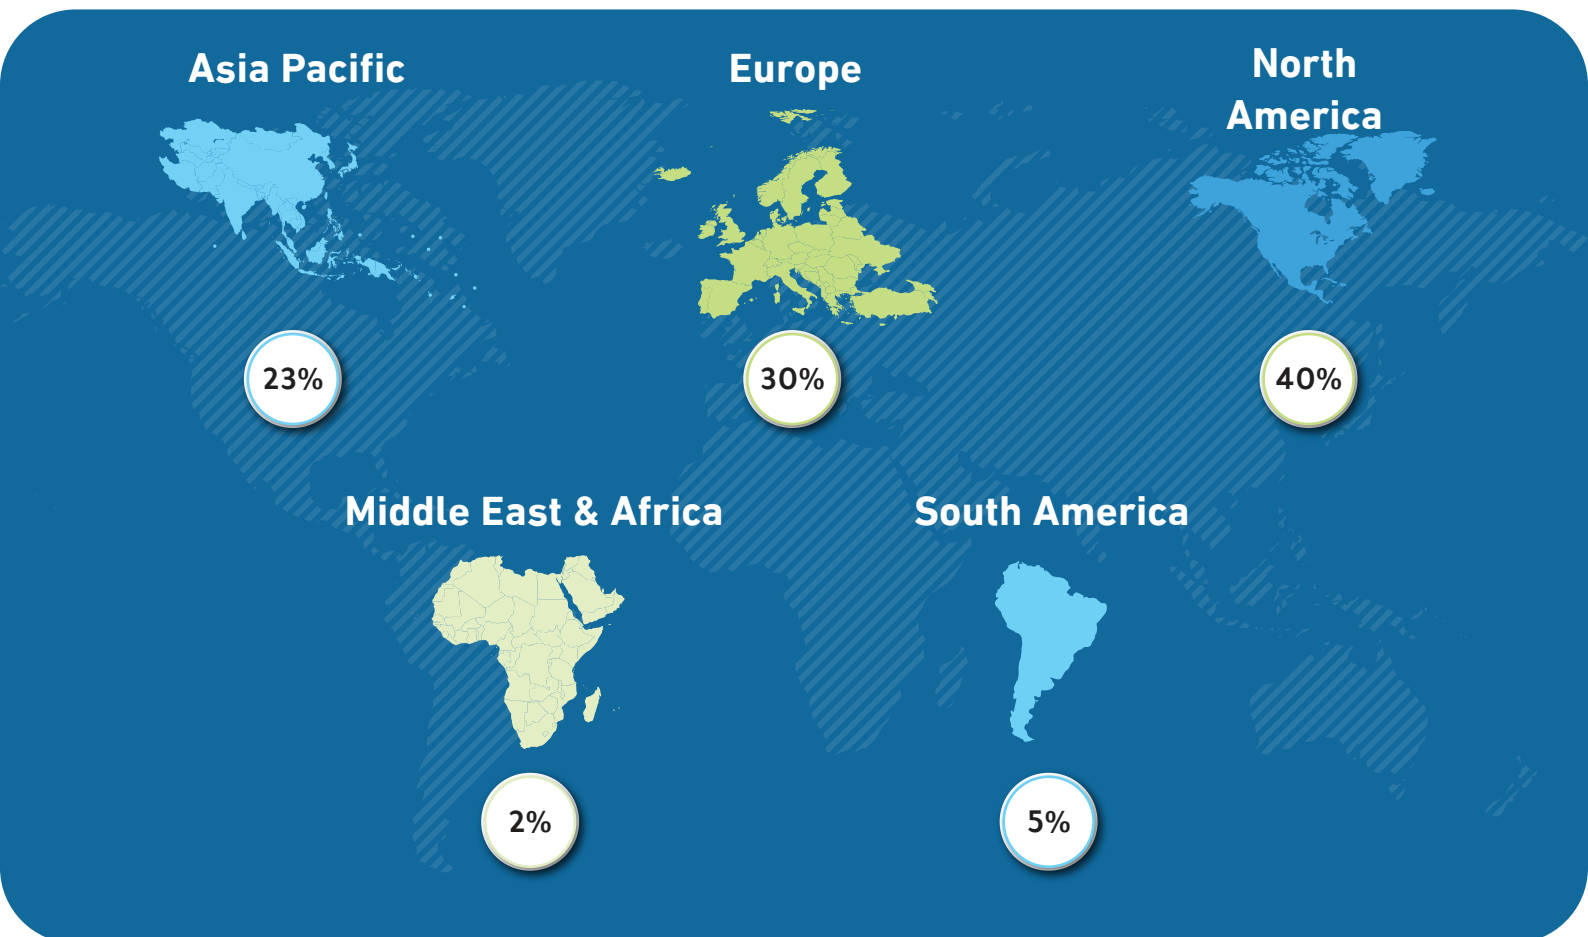 Asia Pacific
Europe
North
America
23%
30%
40%
Middle East & Africa
South America
2%
5%